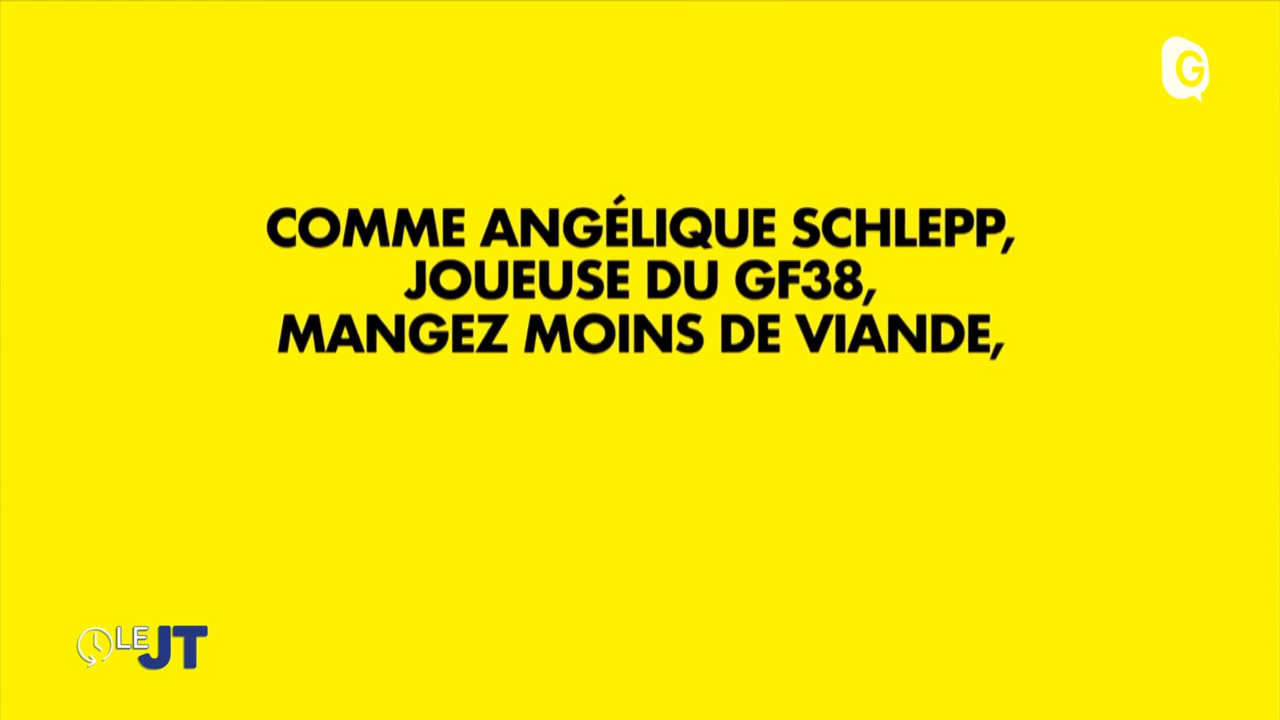 G
COMME ANGÉLIQUE SCHLEPP,
JOUEUSE DU GF38,
MANGEZ MOINS DE VIANDE,
LE JT